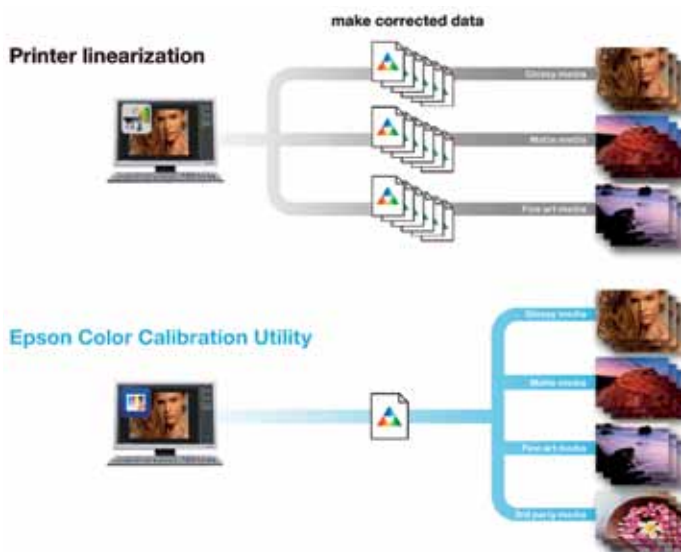 make corrected data
Printer linearization
Glossy media
Matte media
Fine art media
Epson Color Calibration Utility
Glossy media
Matte media
Fine art media
3rd party media